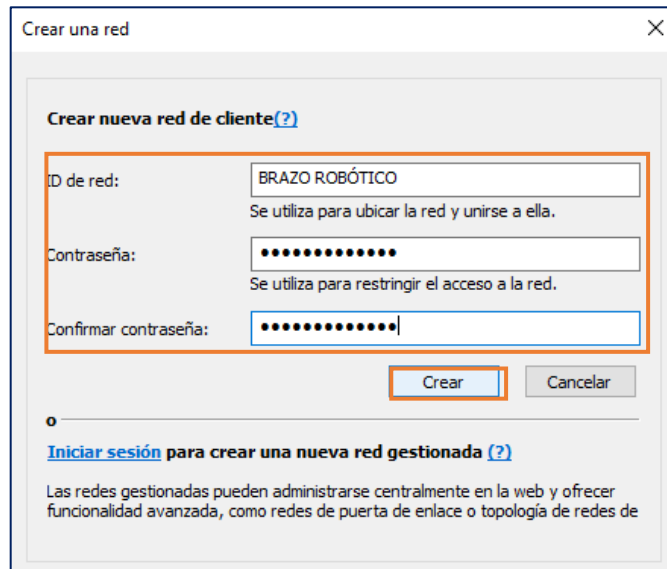 Crear una red
Crear nueva red de cliente(?)
ID de red:
BRAZO ROBÓTICO
Se utiliza para ubicar la red y unirse a ella.
Contraseña:
●●●●●●●●●●●●●
Se utiliza para restringir el acceso a la red.
Confirmar contraseña:
●●●●●●●●●●●●●
Crear
Cancelar
o
Iniciar sesión para crear una nueva red gestionada (?)
Las redes gestionadas pueden administrarse centralmente en la web y ofrecer
funcionalidad avanzada, como redes de puerta de enlace o topología de redes de